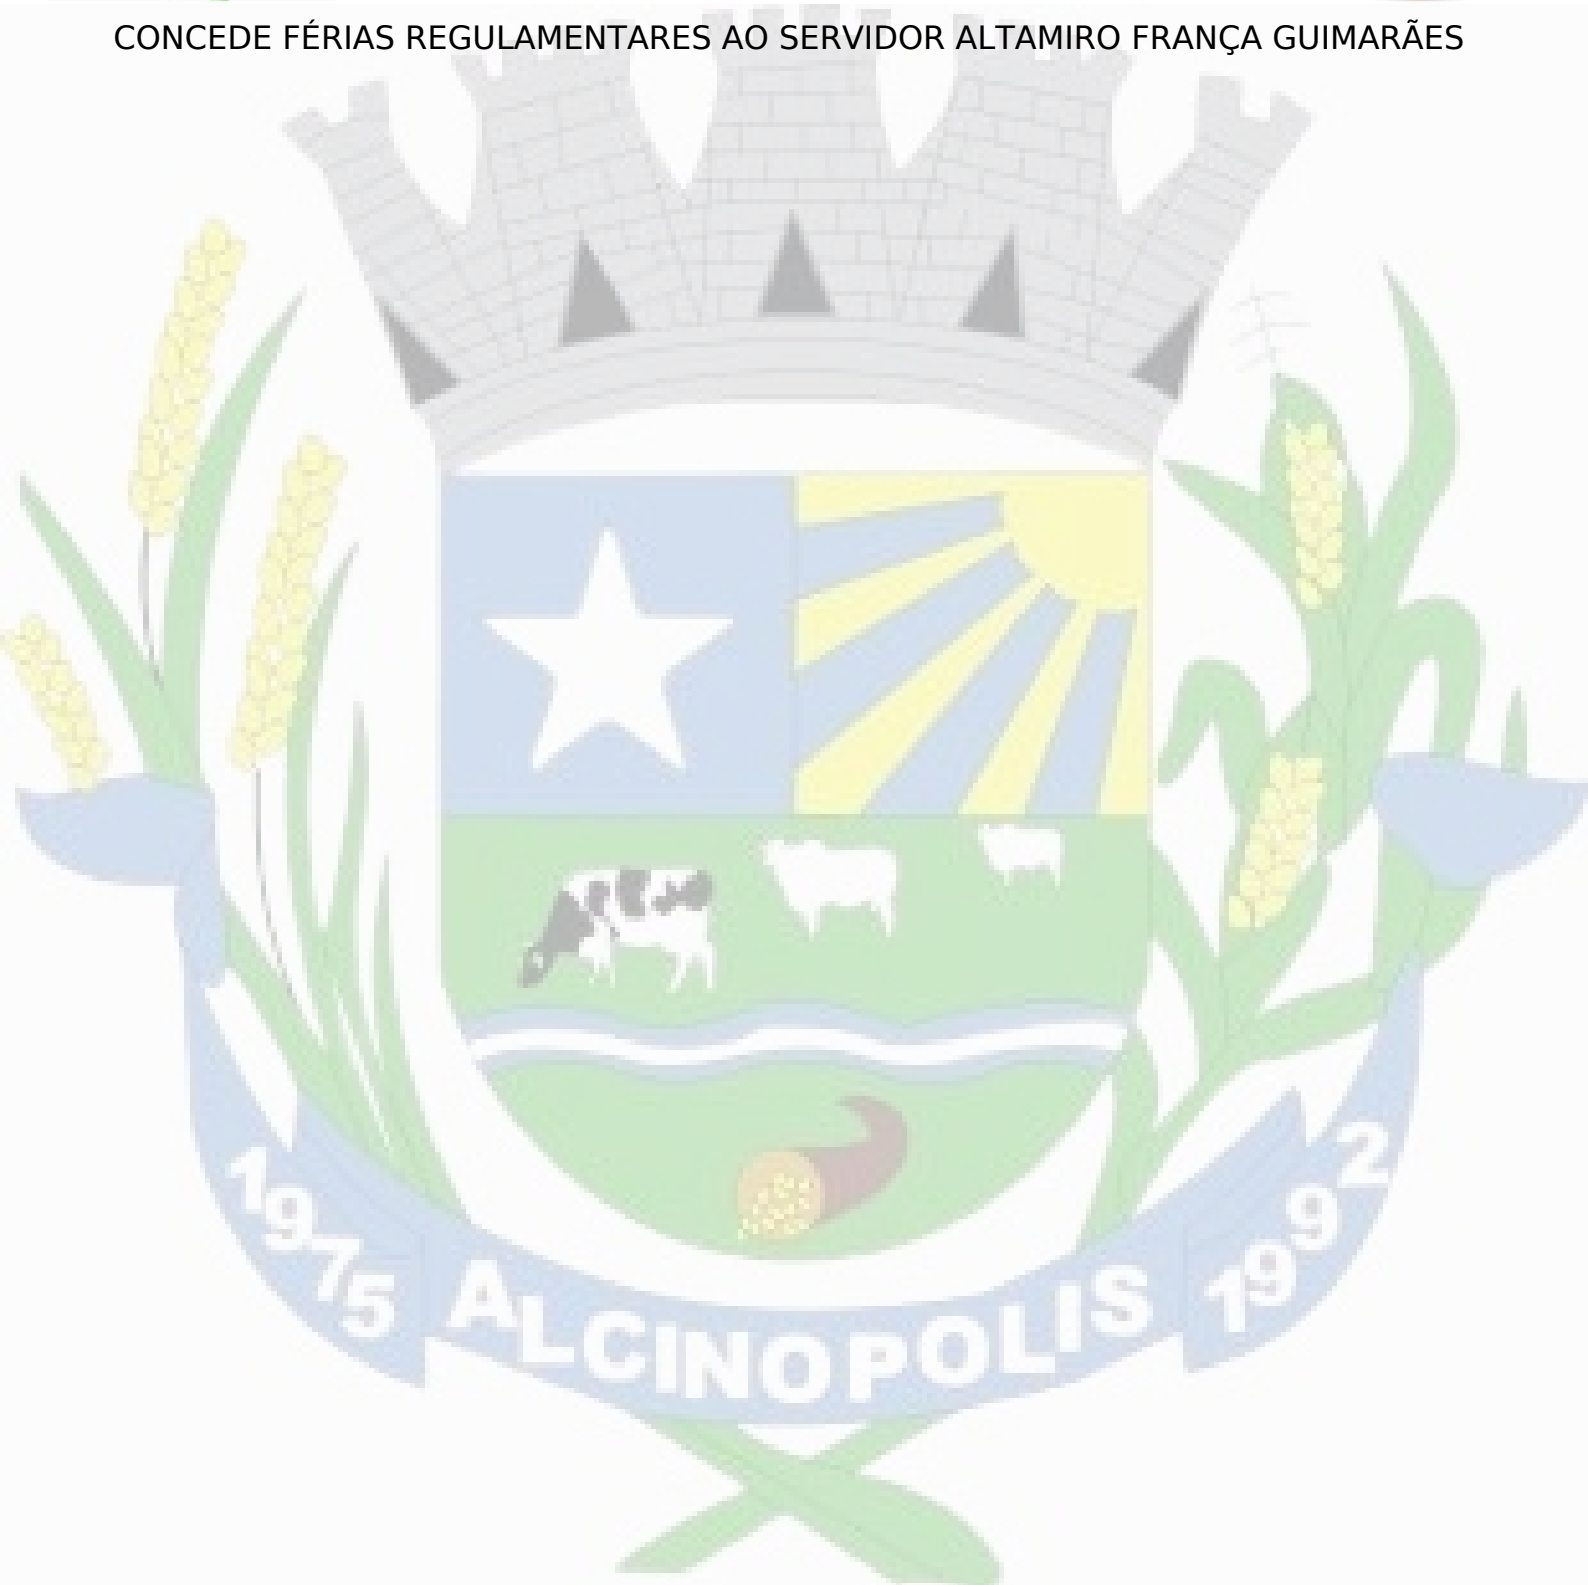 CONCEDE FÉRIAS REGULAMENTARES AO SERVIDOR ALTAMIRO FRANÇA GUIMARÃES
1975 ALCINOPOLIS 1992